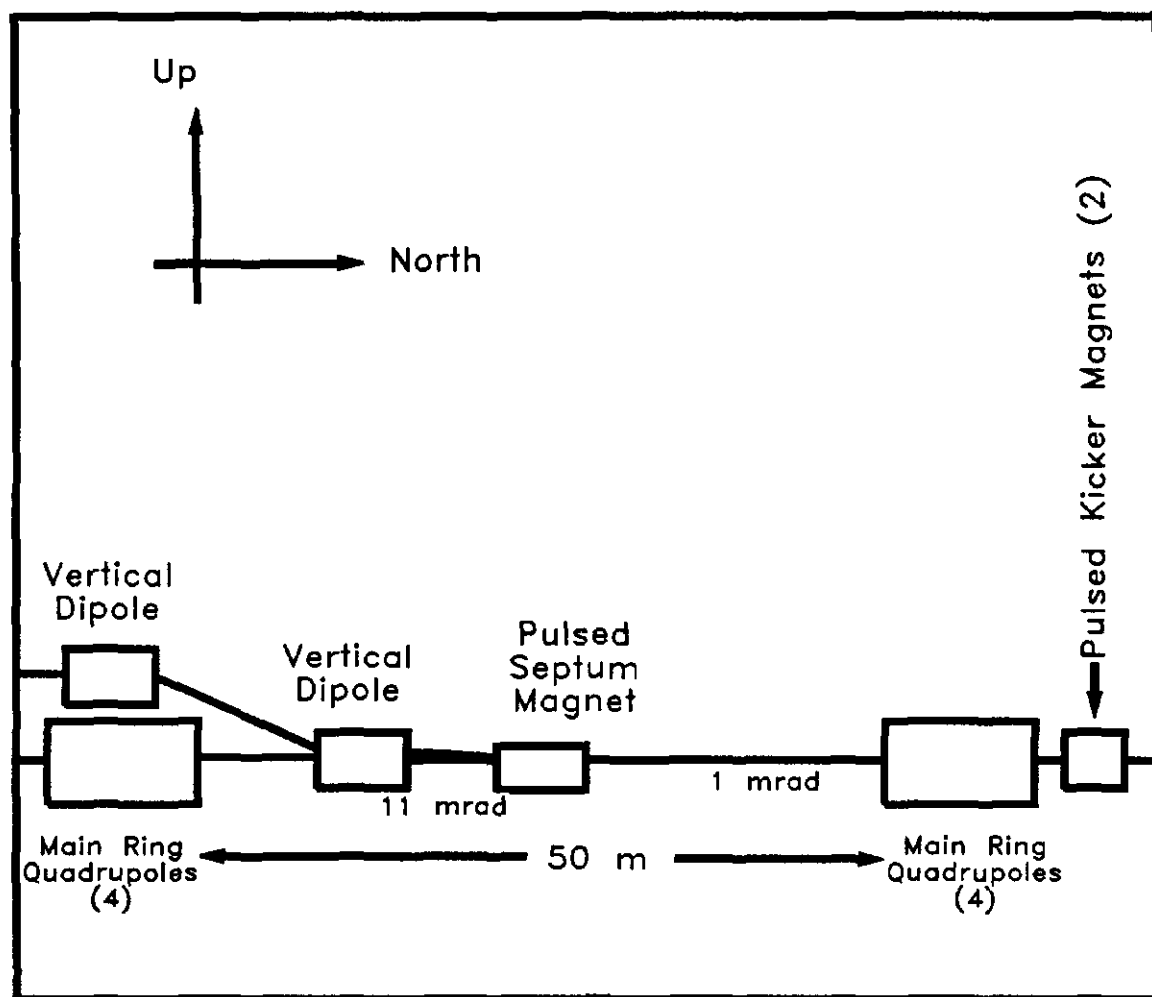 Up
North
Pulsed Kicker Magnets (2)
Vertical
Dipole
Vertical
Dipole
Pulsed
Septum
Magnet
11 mrad
1 mrad
Main Ring
Quadrupoles
(4)
50 m
Main Ring
Quadrupoles
(4)